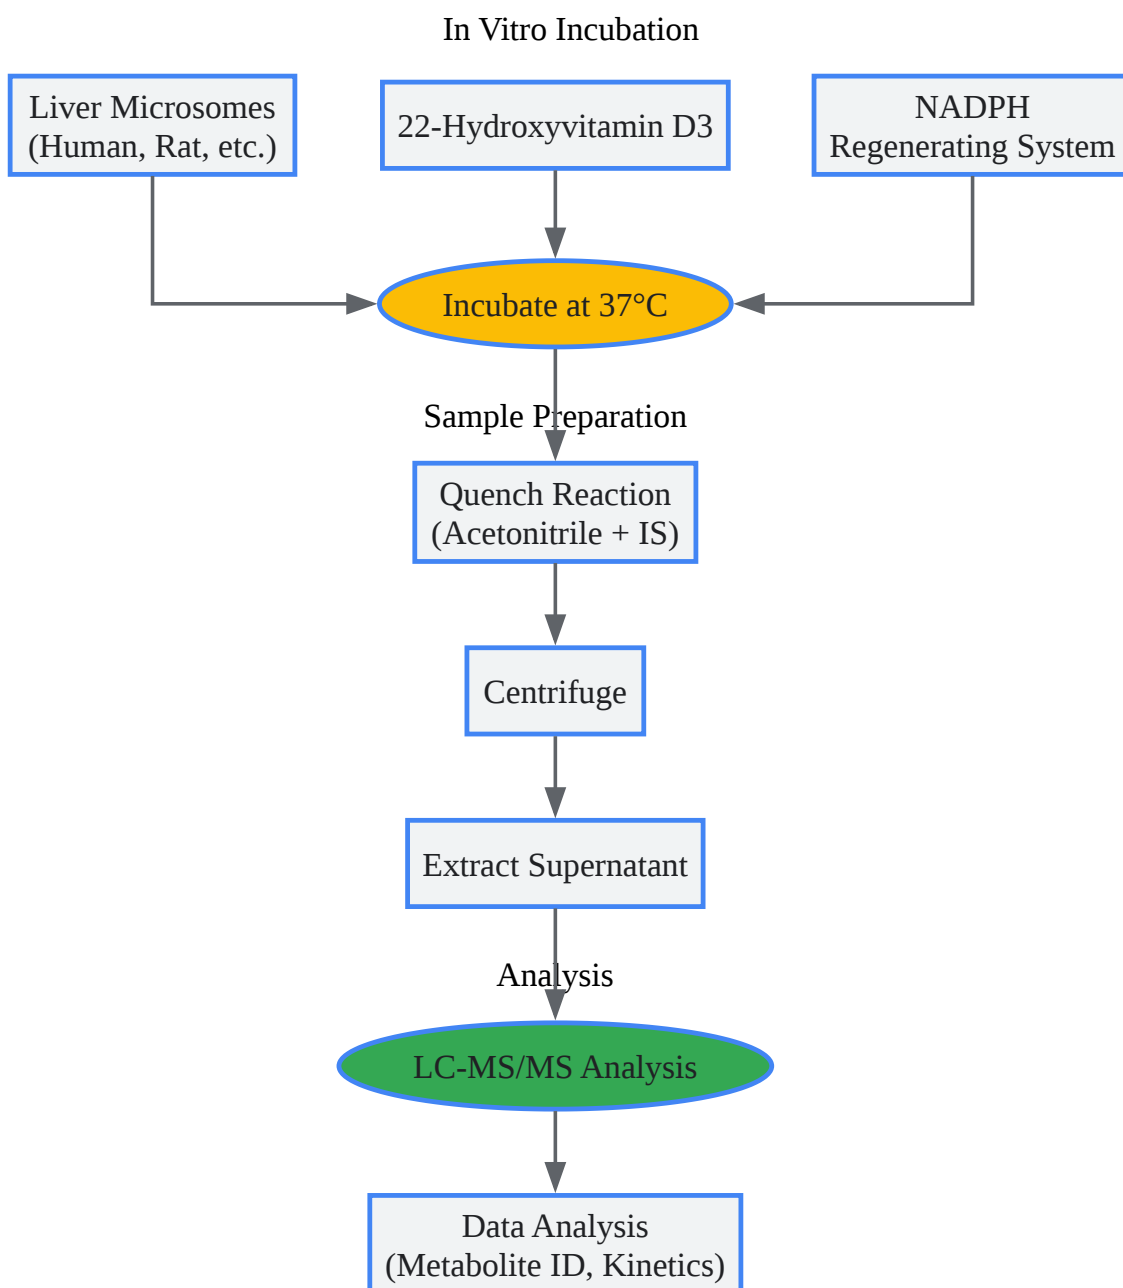 In Vitro Incubation
Liver Microsomes
(Human, Rat, etc.)
22-Hydroxyvitamin D3
NADPH
Regenerating System
Incubate at 37°C
Sample Preparation
Quench Reaction
(Acetonitrile + IS)
Centrifuge
Extract Supernatant
Analysis
LC-MS/MS Analysis
Data Analysis
(Metabolite ID, Kinetics)